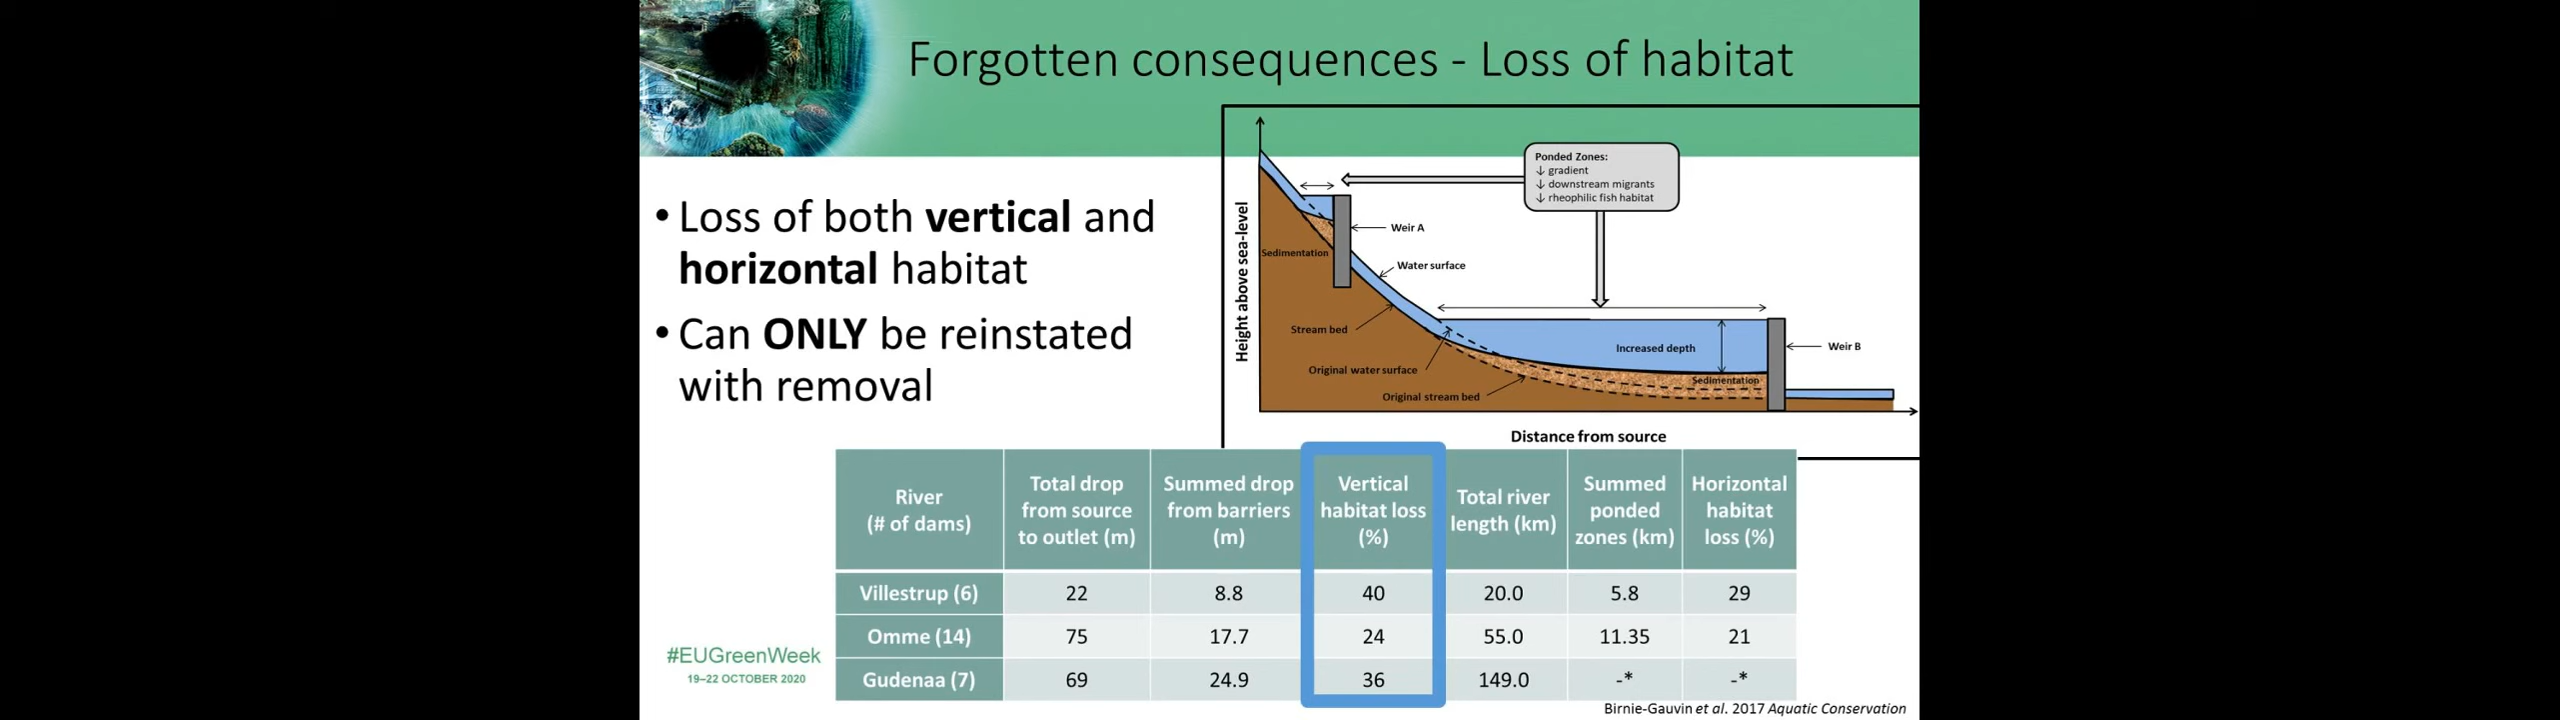 Forgotten consequences - Loss of habitat
• Loss of both vertical and
horizontal habitat
• Can ONLY be reinstated
with removal
Ponded Zones:
↓ gradient
↓ downstream migrants
↓ rheophilic fish habitat
Height above sea-level
Weir A
Sedimentation
Water surface
Stream bed
Original water surface
Original stream bed
Increased depth
Sedimentation
Weir B
Distance from source
River
(# of dams)
Total drop
from source
to outlet (m)
Summed drop
from barriers
(m)
Vertical
habitat loss
(%)
Total river
length (km)
Summed
ponded
zones (km)
Horizontal
habitat
loss (%)
Villestrup (6) 22 8.8 40 20.0 5.8 29
Omme (14) 75 17.7 24 55.0 11.35 21
Gudenaa (7) 69 24.9 36 149.0 -* -*
#EUGreenWeek
19–22 OCTOBER 2020
Birnie-Gauvin et al. 2017 Aquatic Conservation